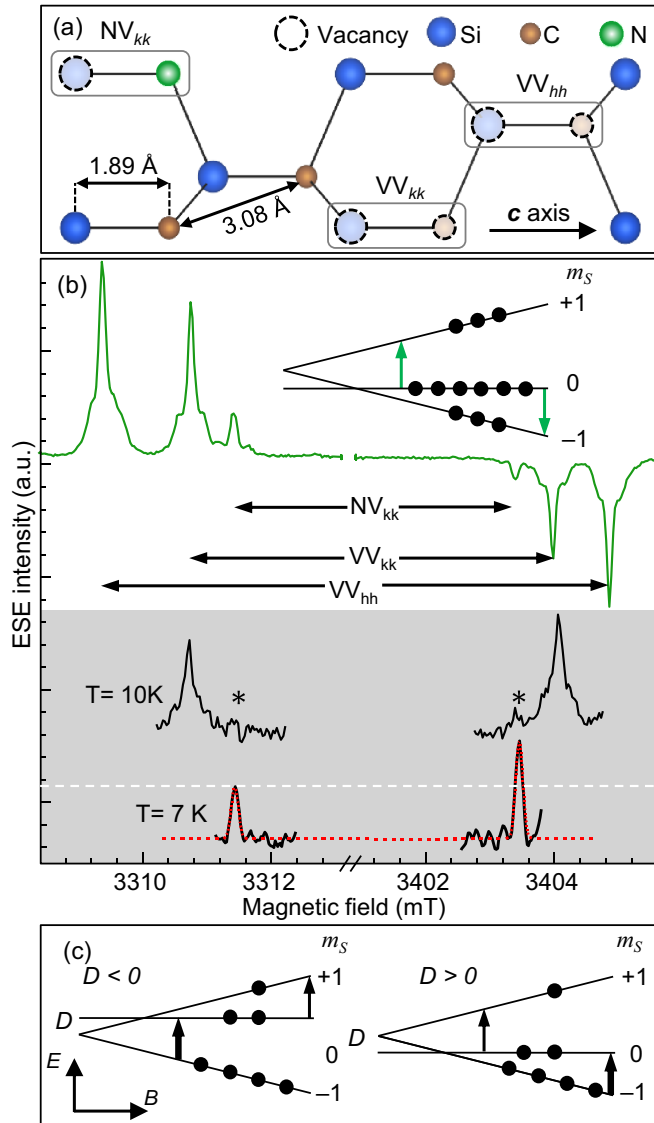 (a) NVkk Vacancy Si C N
VVhh
1.89 Å
3.08 Å
VVkk
c axis
(b) mS
+1
0
−1
NVkk
VVkk
VVhh
ESE intensity (a.u.)
T= 10K * *
T= 7 K
3310 3312 3402 3404
Magnetic field (mT)
(c) mS mS
D < 0 +1 D > 0 +1
D D
0 0
E
−1 −1
B